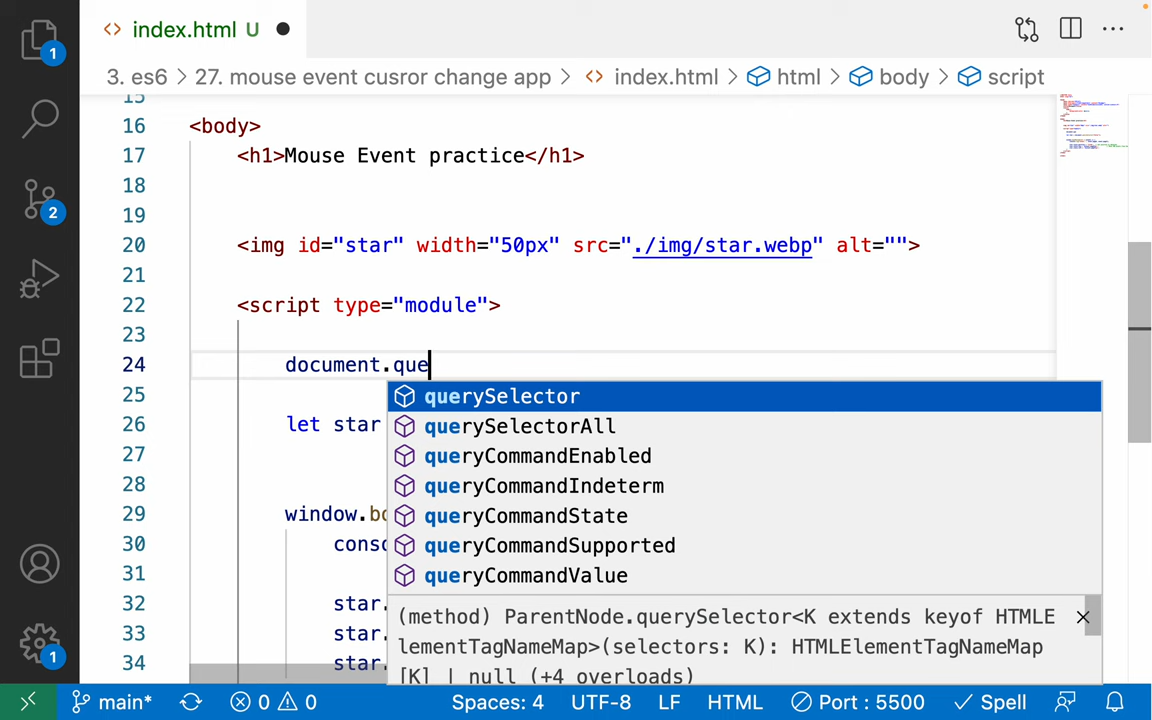 index.html U
3. es6 > 27. mouse event cusror change app > index.html > html > body > script
1
2
1
15
16 <body>
17 <h1>Mouse Event practice</h1>
18
19
20 <img id="star" width="50px" src="./img/star.webp" alt="">
21
22 <script type="module">
23
24 document.que
25
26 let star
27
28
29 window.bo
30 consc
31
32 star.
33 star.
34 star.
querySelector
querySelectorAll
queryCommandEnabled
queryCommandIndeterm
queryCommandState
queryCommandSupported
queryCommandValue
(method) ParentNode.querySelector<K extends keyof HTMLE
lementTagNameMap>(selectors: K): HTMLElementTagNameMap
[K] | null (+4 overloads)
main* 0 0 Spaces: 4 UTF-8 LF HTML Port : 5500 Spell